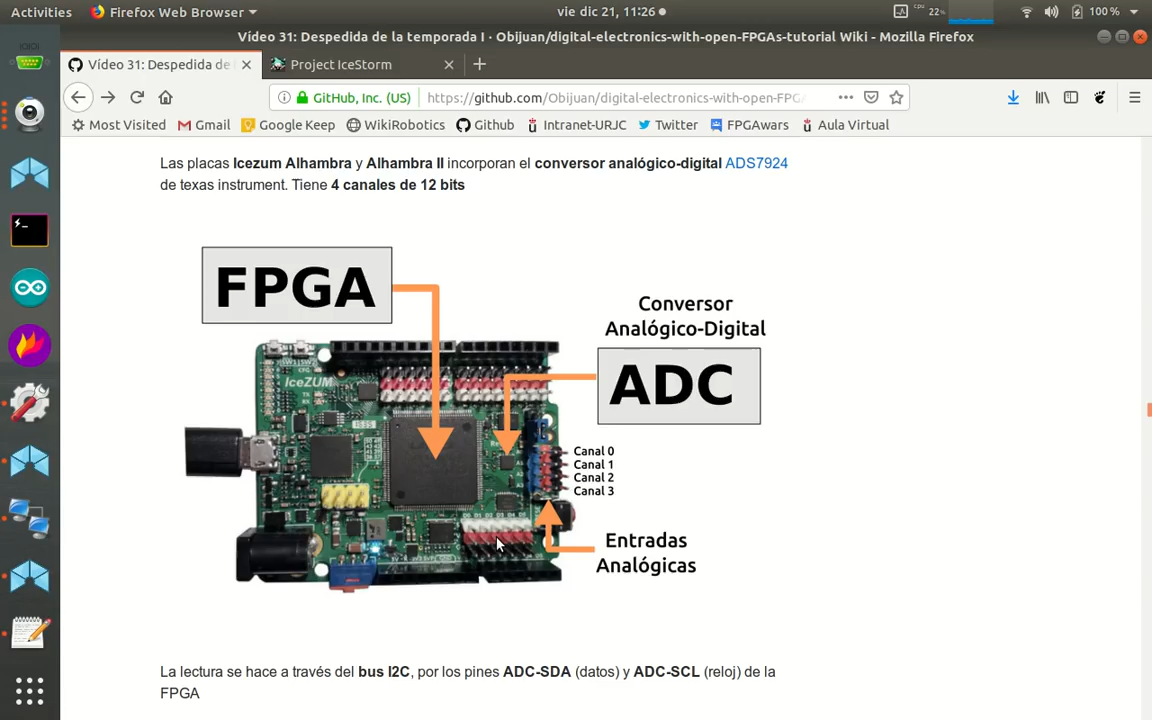 Activities
Firefox Web Browser
vie dic 21, 11:26
cpu
22%
100 %
Vídeo 31: Despedida de la temporada I · Obijuan/digital-electronics-with-open-FPGAs-tutorial Wiki - Mozilla Firefox
Vídeo 31: Despedida de
Project IceStorm
GitHub, Inc. (US)
https://github.com/Obijuan/digital-electronics-with-open-FPGA
Most Visited
Gmail
Google Keep
WikiRobotics
Github
Intranet-URJC
Twitter
FPGAwars
Aula Virtual
Las placas Icezum Alhambra y Alhambra II incorporan el conversor analógico-digital ADS7924
de texas instrument. Tiene 4 canales de 12 bits
FPGA
Conversor
Analógico-Digital
ADC
IceZUM
Canal 0
Canal 1
Canal 2
Canal 3
Entradas
Analógicas
La lectura se hace a través del bus I2C, por los pines ADC-SDA (datos) y ADC-SCL (reloj) de la
FPGA